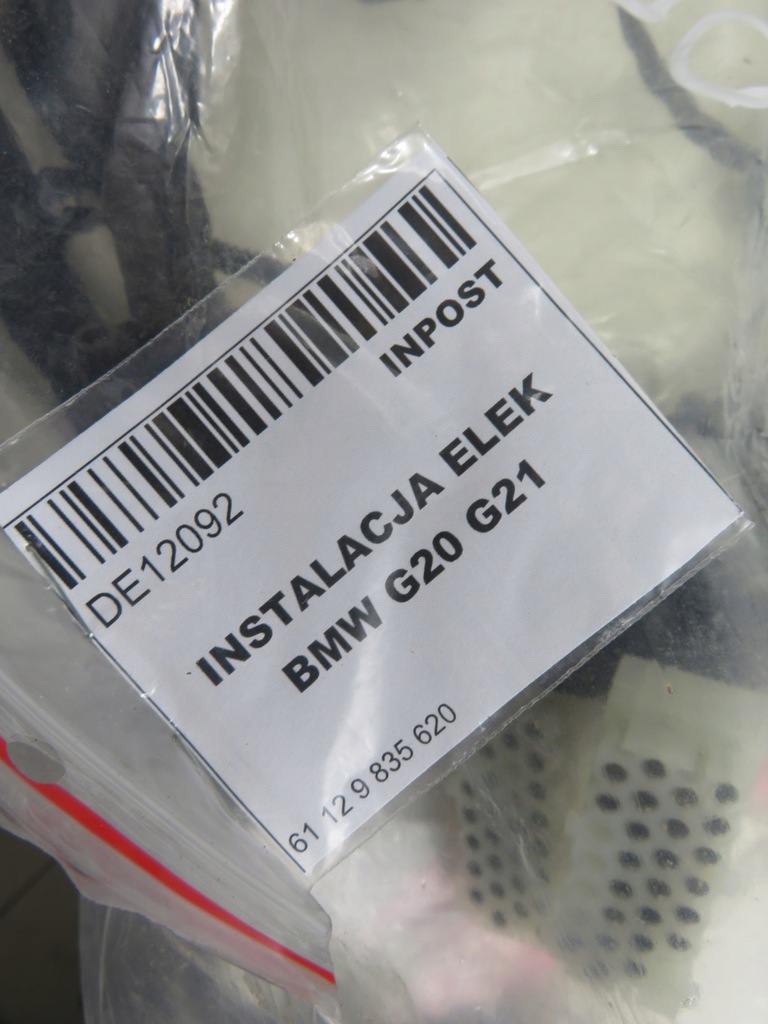 INPOST
DE12092
INSTALACJA ELEK
BMW G20 G21
61 12 9 835 620